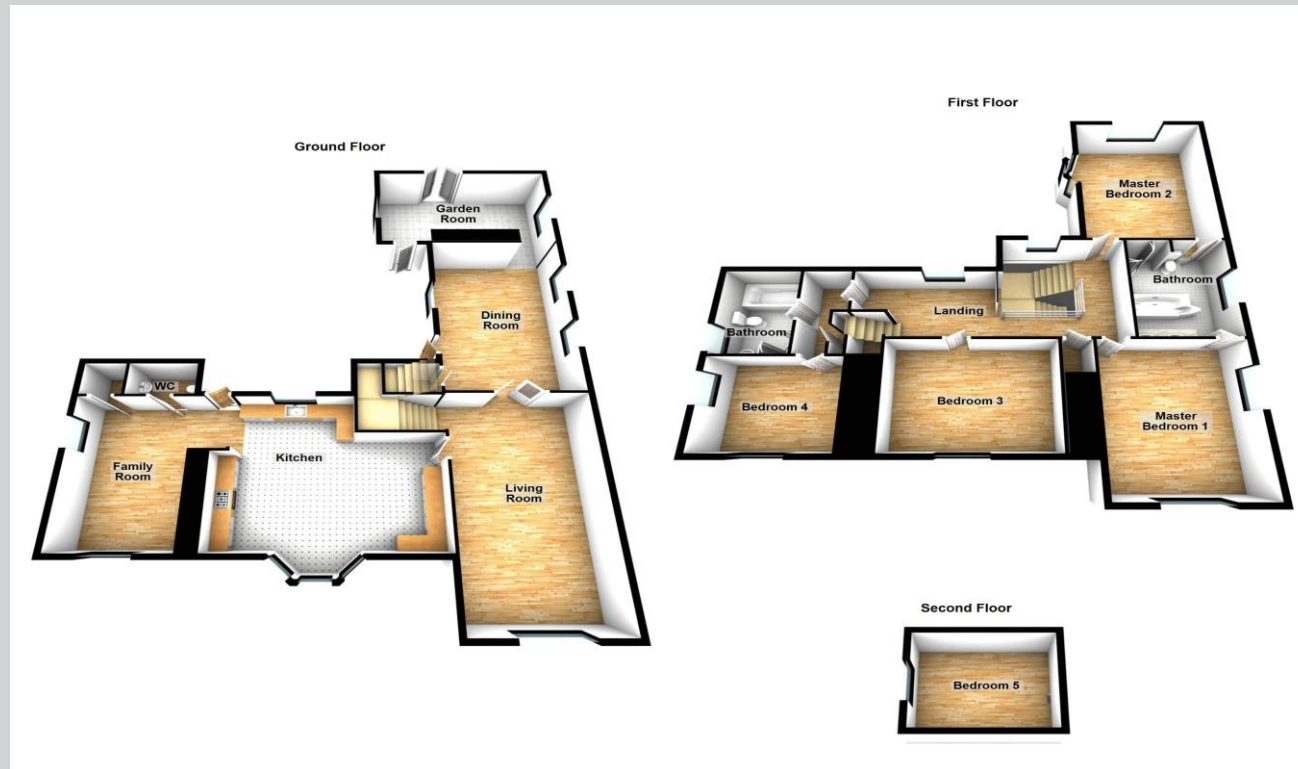 Ground Floor
Garden
Room
Dining
Room
WC
Kitchen
Family
Room
Living
Room
First Floor
Master
Bedroom 2
Bathroom
Landing
Bathroom
Bedroom 4
Bedroom 3
Master
Bedroom 1
Second Floor
Bedroom 5